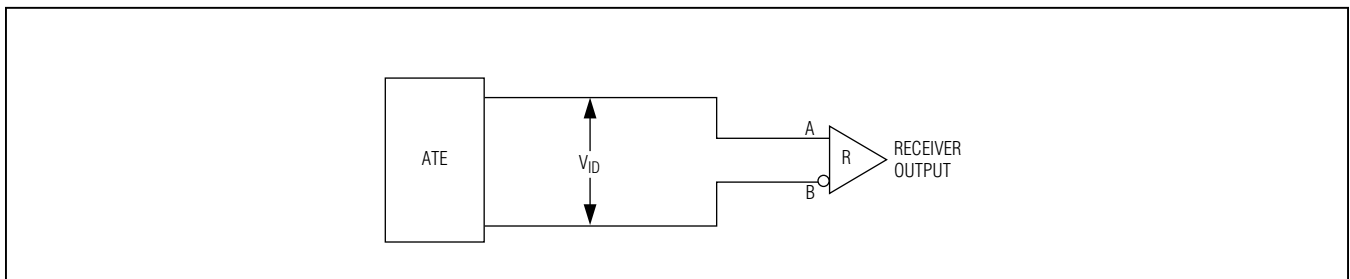 ATE
V_ID
A
R
B
RECEIVER
OUTPUT